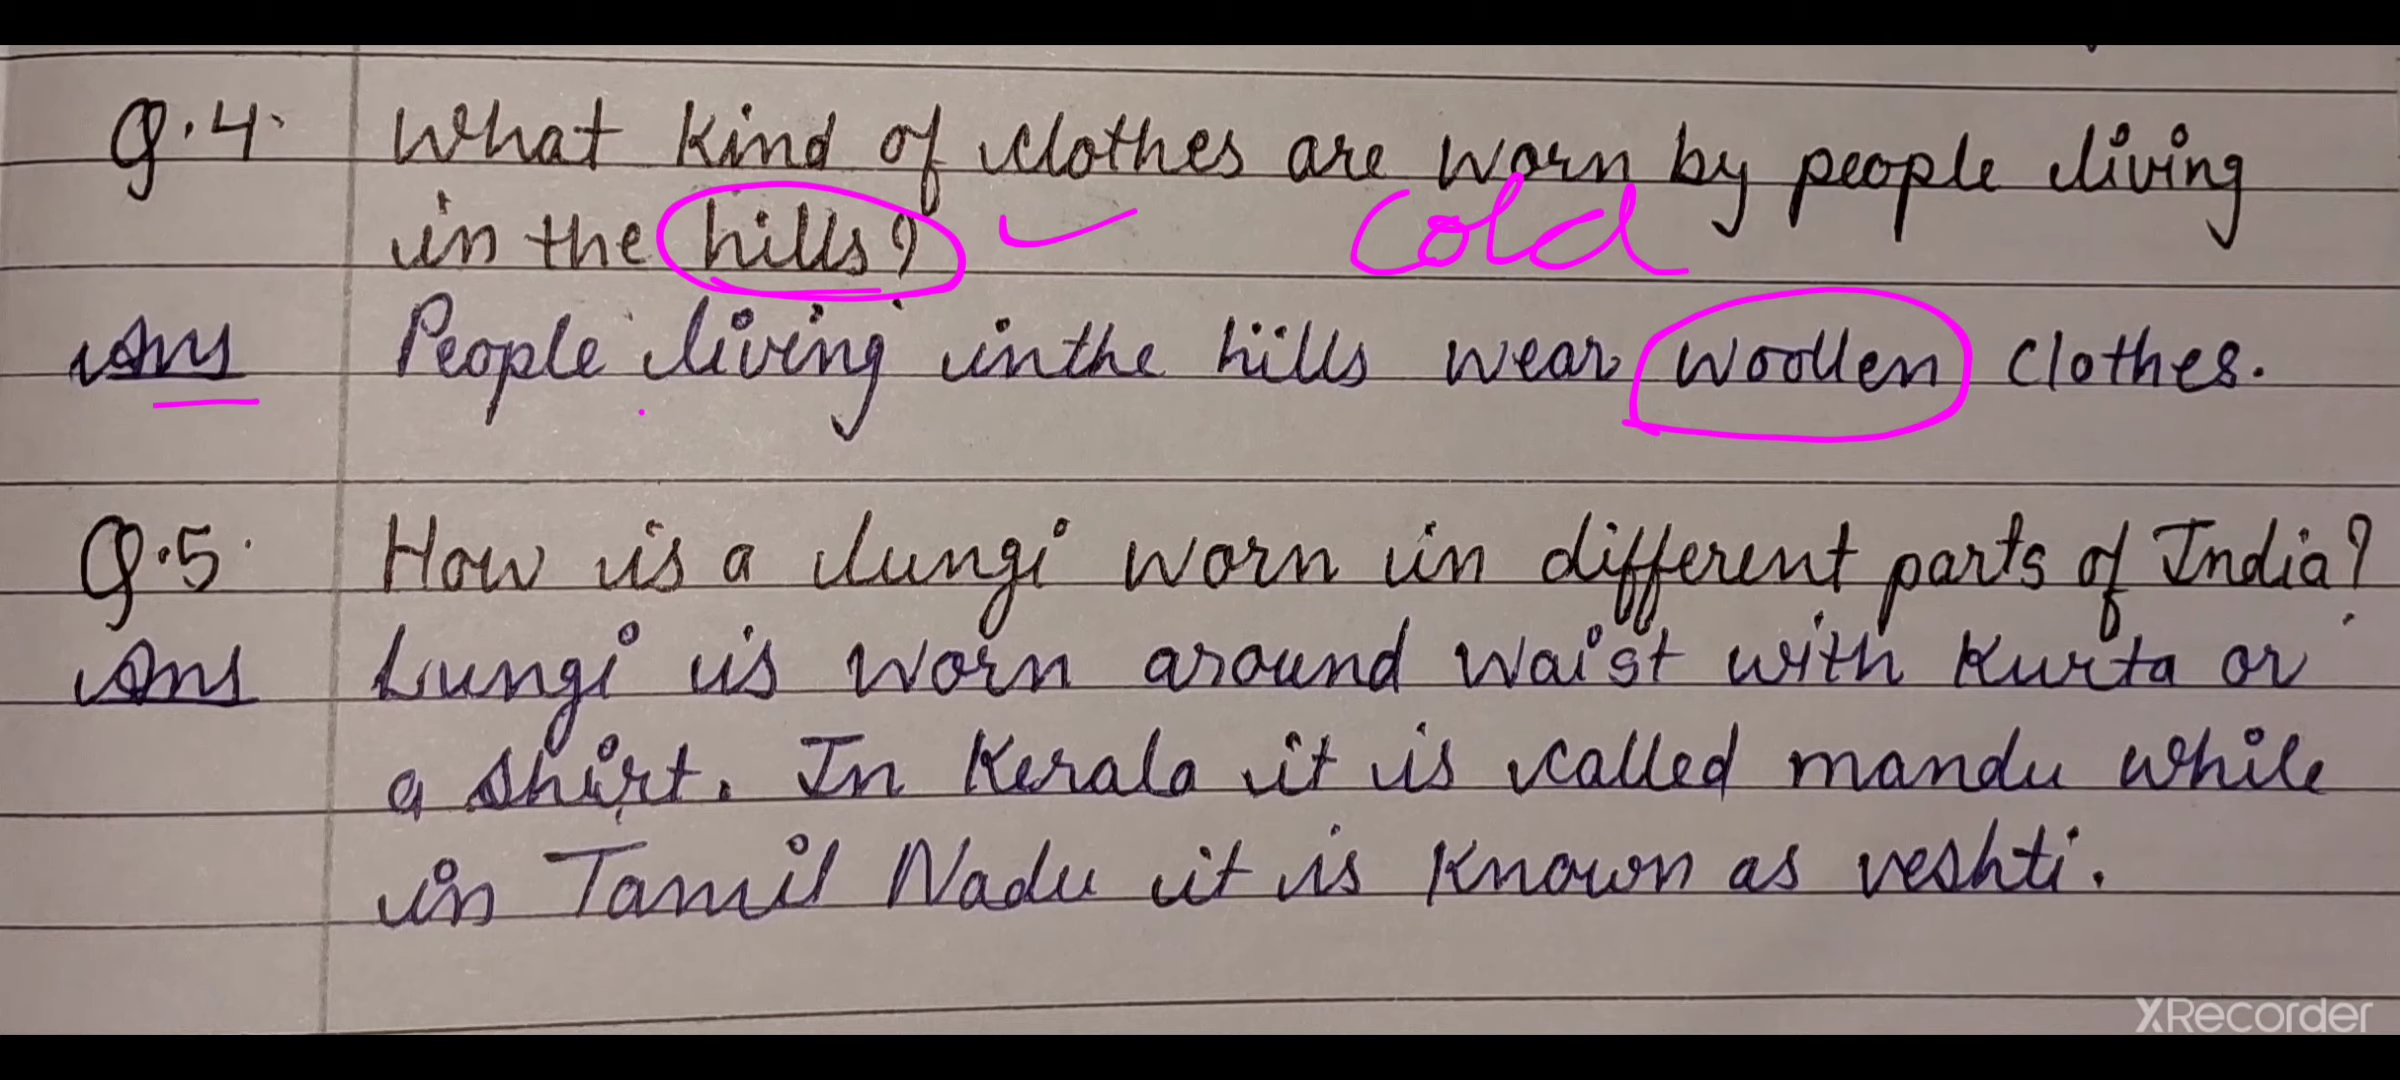 Q.4. What kind of clothes are worn by people living
in the hills?
cold
Ans People living in the hills wear woollen clothes.
Q.5. How is a lungi worn in different parts of India?
Ans Lungi is worn around waist with Kurta or
a shirt. In Kerala it is called mandu while
in Tamil Nadu it is known as veshti.
XRecorder